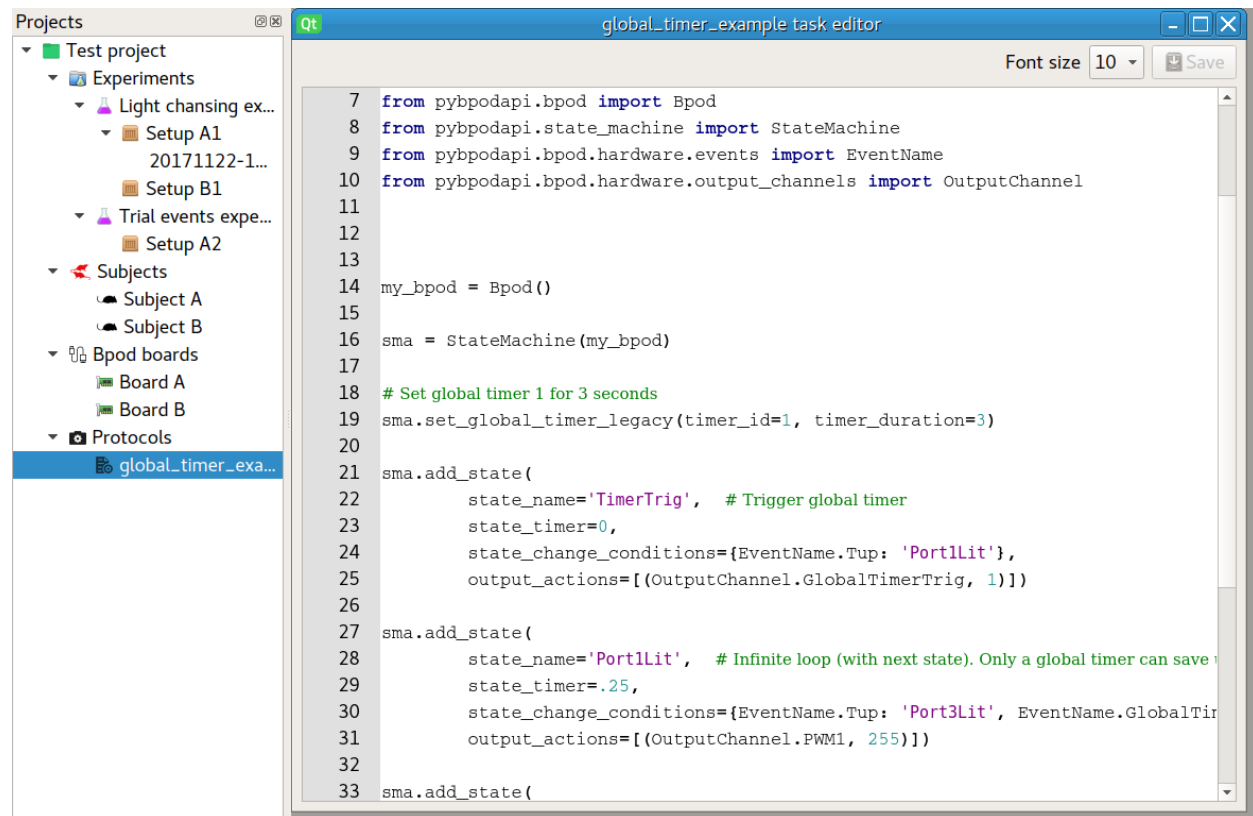 Projects
Test project
Experiments
Light chansing ex...
Setup A1
20171122-1...
Setup B1
Trial events expe...
Setup A2
Subjects
Subject A
Subject B
Bpod boards
Board A
Board B
Protocols
global_timer_exa...
Qt
global_timer_example task editor
Font size 10 Save
7 from pybpodapi.bpod import Bpod
8 from pybpodapi.state_machine import StateMachine
9 from pybpodapi.bpod.hardware.events import EventName
10 from pybpodapi.bpod.hardware.output_channels import OutputChannel
11
12
13
14 my_bpod = Bpod()
15
16 sma = StateMachine(my_bpod)
17
18 # Set global timer 1 for 3 seconds
19 sma.set_global_timer_legacy(timer_id=1, timer_duration=3)
20
21 sma.add_state(
22 state_name='TimerTrig', # Trigger global timer
23 state_timer=0,
24 state_change_conditions={EventName.Tup: 'Port1Lit'},
25 output_actions=[(OutputChannel.GlobalTimerTrig, 1)])
26
27 sma.add_state(
28 state_name='Port1Lit', # Infinite loop (with next state). Only a global timer can save
29 state_timer=.25,
30 state_change_conditions={EventName.Tup: 'Port3Lit', EventName.GlobalTi
31 output_actions=[(OutputChannel.PWM1, 255)])
32
33 sma.add_state(